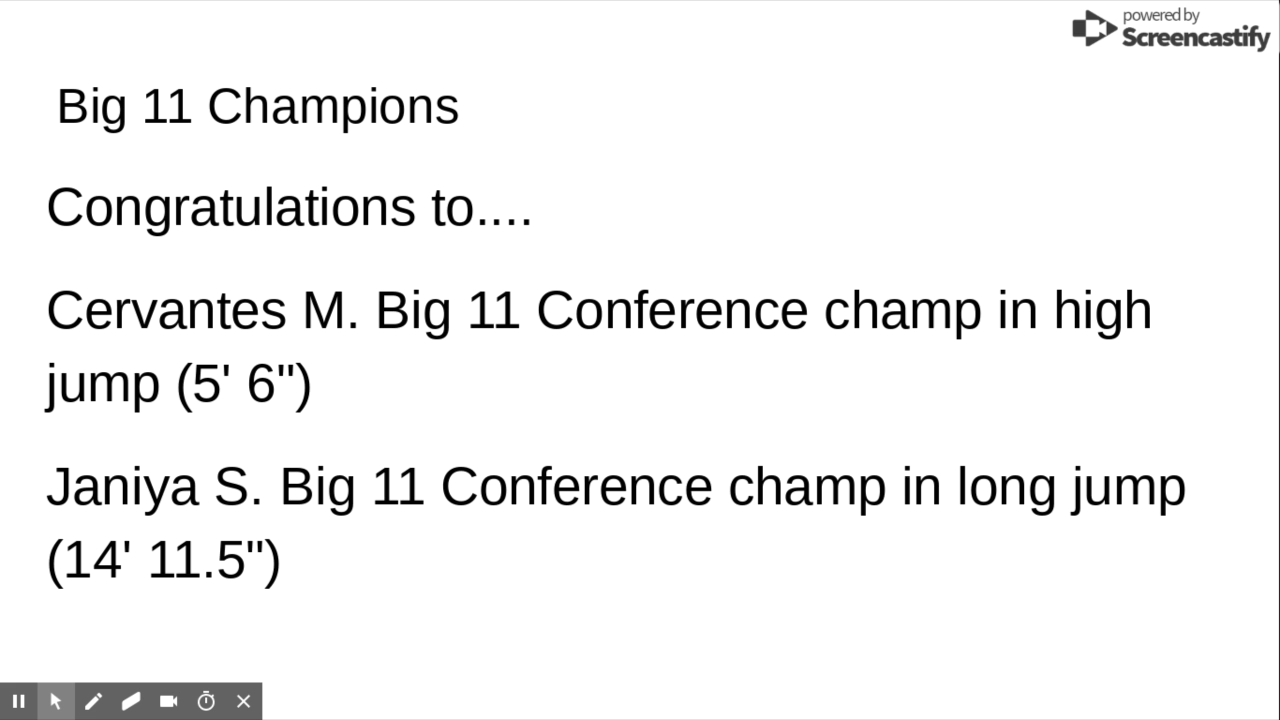 powered by
Screencastify
Big 11 Champions
Congratulations to....
Cervantes M. Big 11 Conference champ in high
jump (5' 6")
Janiya S. Big 11 Conference champ in long jump
(14' 11.5")